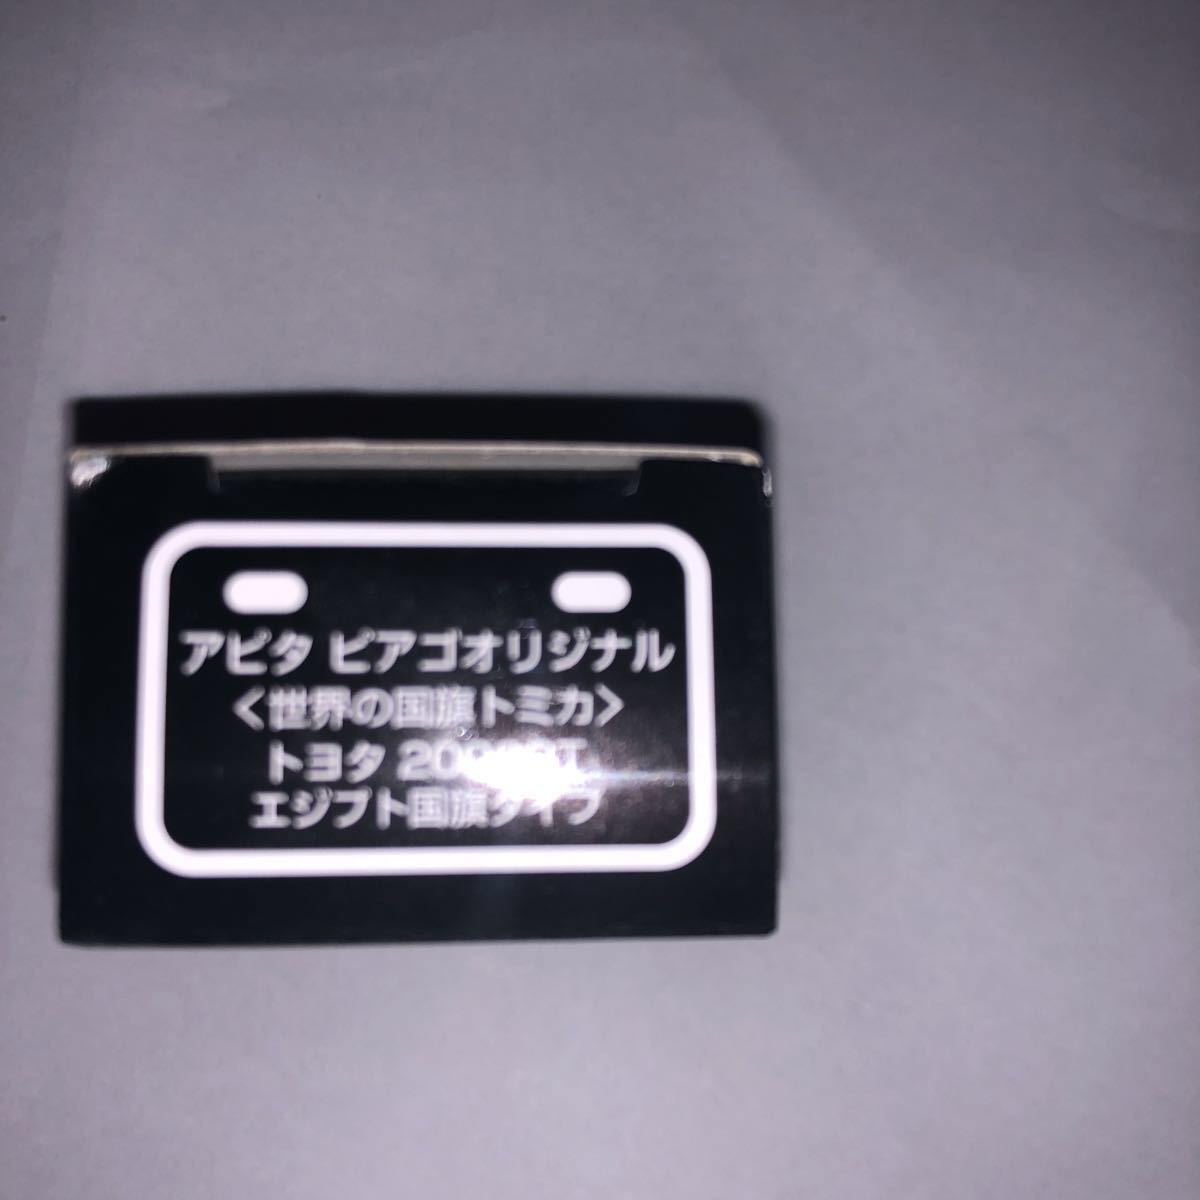 アピタ ピアゴオリジナル
<世界の国旗トミカ>
トヨタ
エジプト国旗タイプ